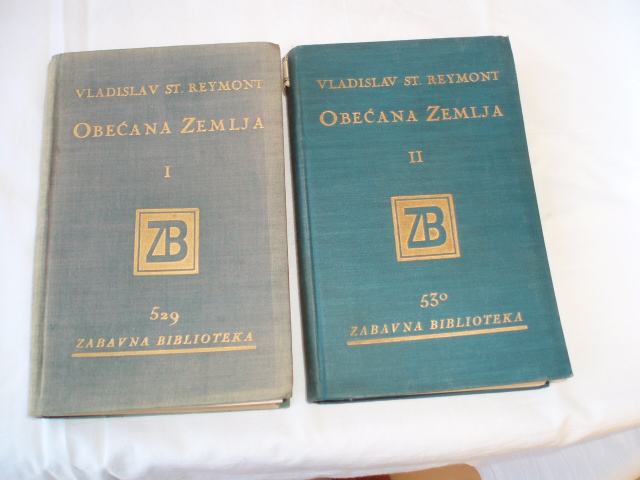 VLADISLAV ST. REYMONT
OBEĆANA ZEMLJA
I
ZB
529
ZABAVNA BIBLIOTEKA
VLADISLAV ST. REYMONT
OBEĆANA ZEMLJA
II
ZB
530
ZABAVNA BIBLIOTEKA